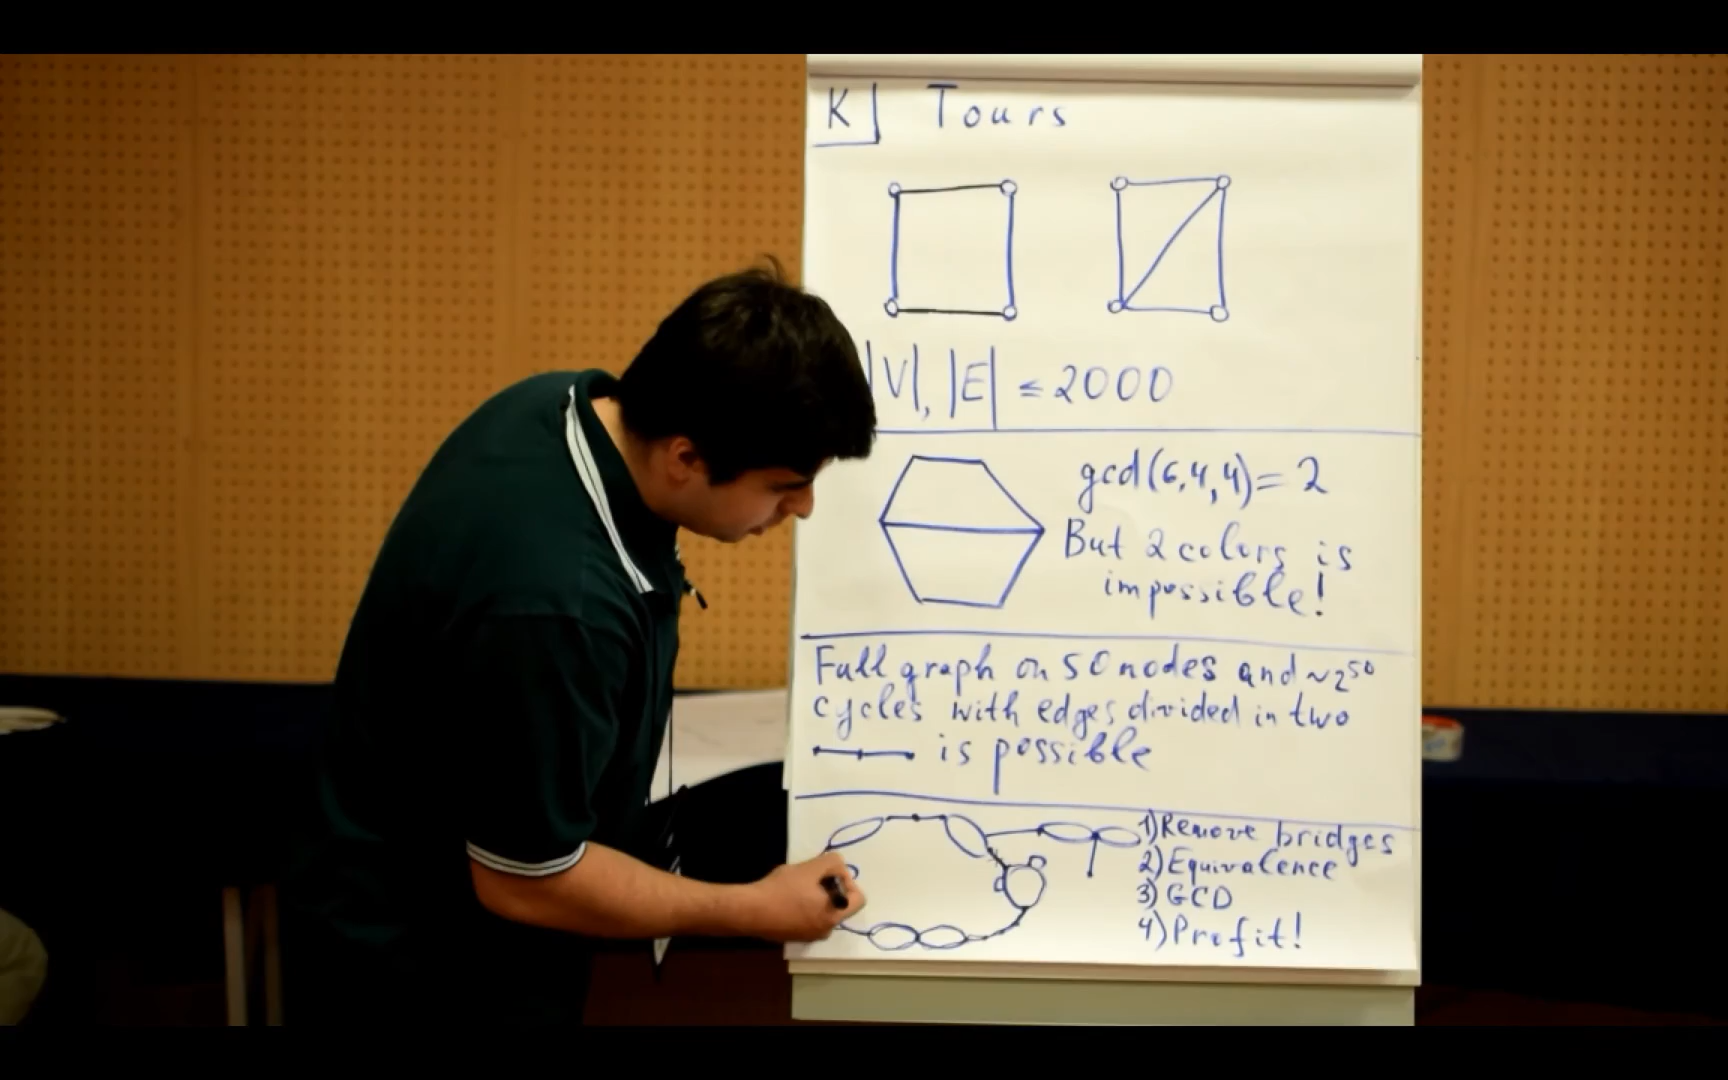 K Tours
|V|, |E| ≤ 2000
gcd(6,4,4) = 2
But 2 colors is
impossible!
Full graph on 50 nodes and ~2^50
cycles with edges divided in two
is possible
1) Remove bridges
2) Equivalence
3) GCD
4) Profit!